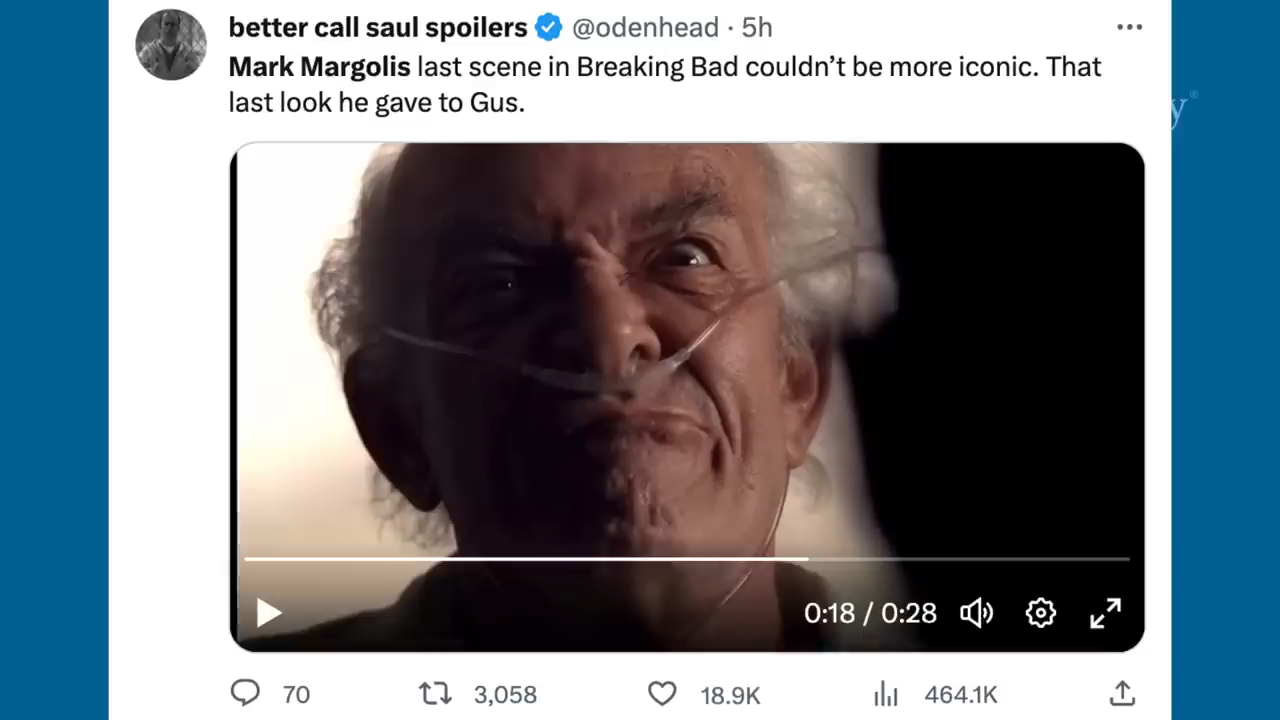 better call saul spoilers @odenhead · 5h
Mark Margolis last scene in Breaking Bad couldn’t be more iconic. That
last look he gave to Gus.
y®
0:18 / 0:28
70 3,058 18.9K 464.1K